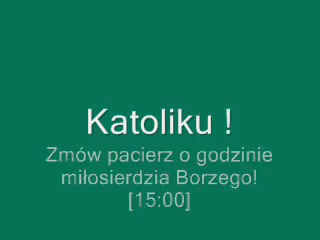 Katoliku !
Zmów pacierz o godzinie
miłosierdzia Borzego!
[15:00]